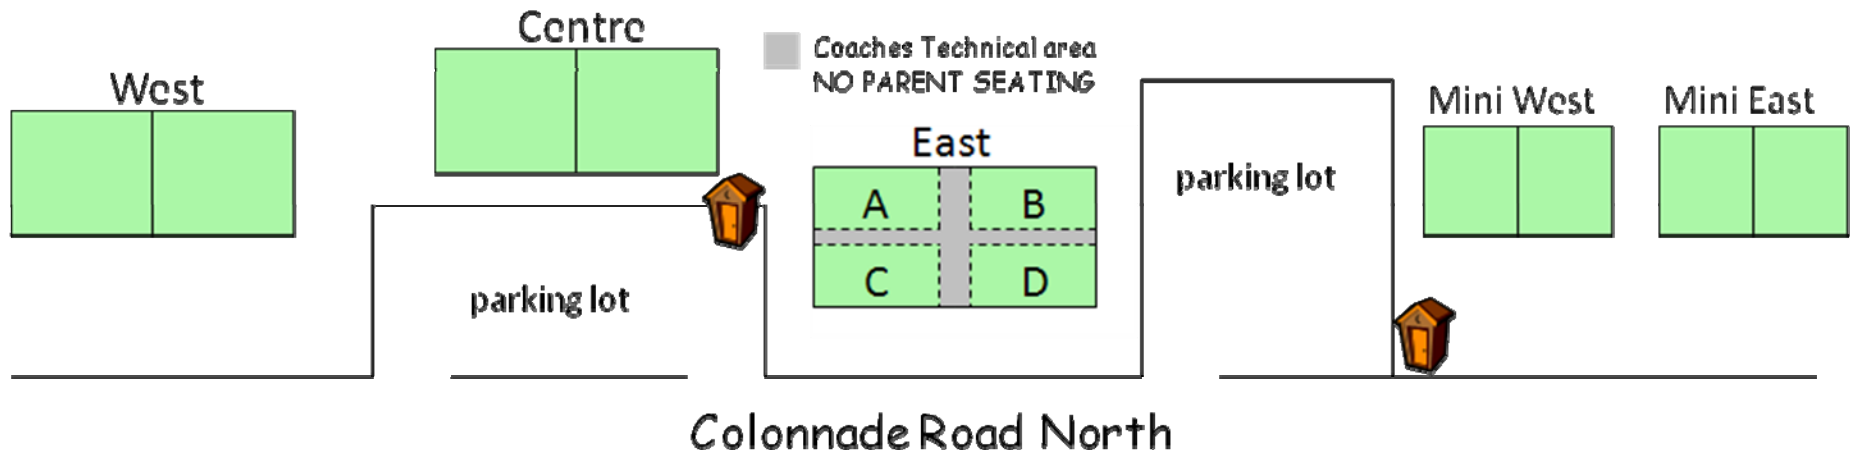 West
Centre
Coaches Technical area
NO PARENT SEATING
East
A
B
C
D
parking lot
parking lot
Mini West
Mini East
Colonnade Road North